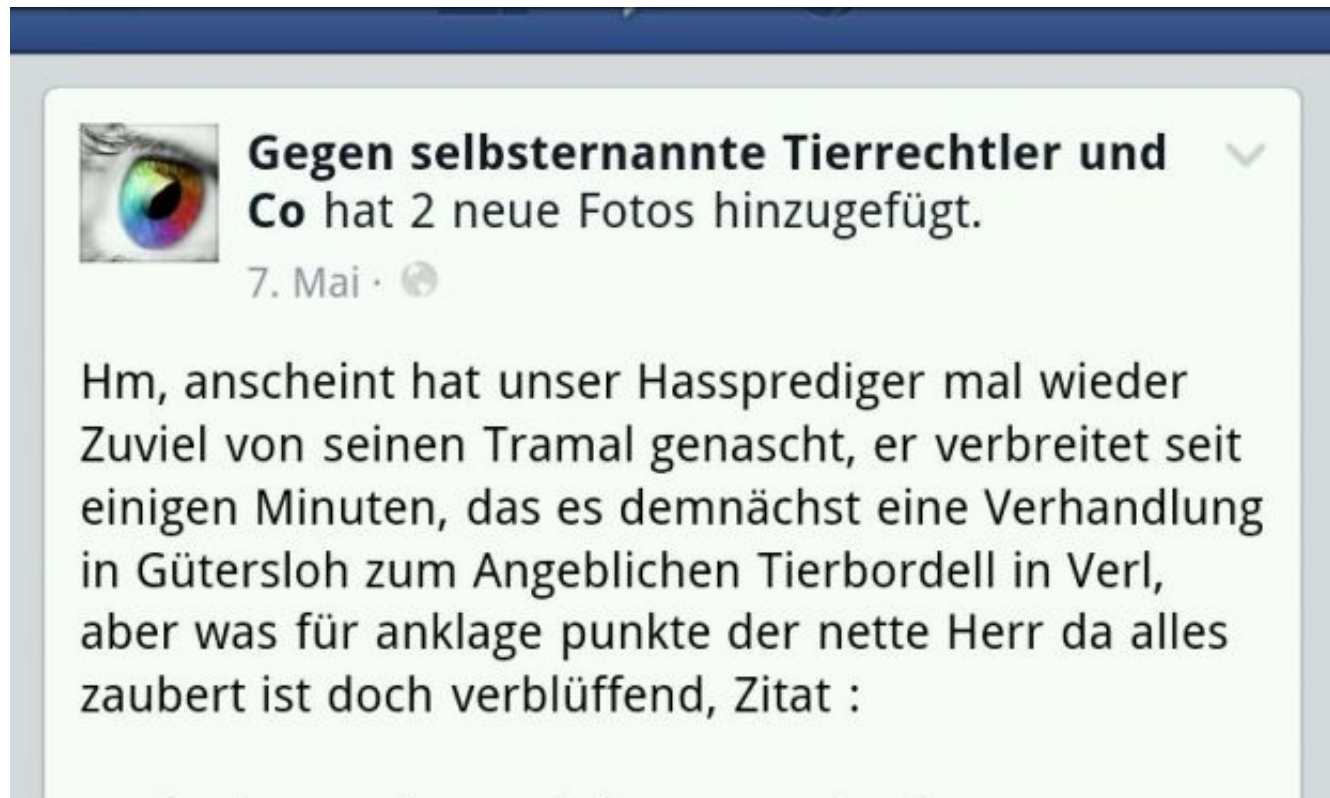 Gegen selbsternannte Tierrechtler und
Co hat 2 neue Fotos hinzugefügt.
7. Mai ·
Hm, anscheint hat unser Hassprediger mal wieder
Zuviel von seinen Tramal genascht, er verbreitet seit
einigen Minuten, das es demnächst eine Verhandlung
in Gütersloh zum Angeblichen Tierbordell in Verl,
aber was für anklage punkte der nette Herr da alles
zaubert ist doch verblüffend, Zitat :